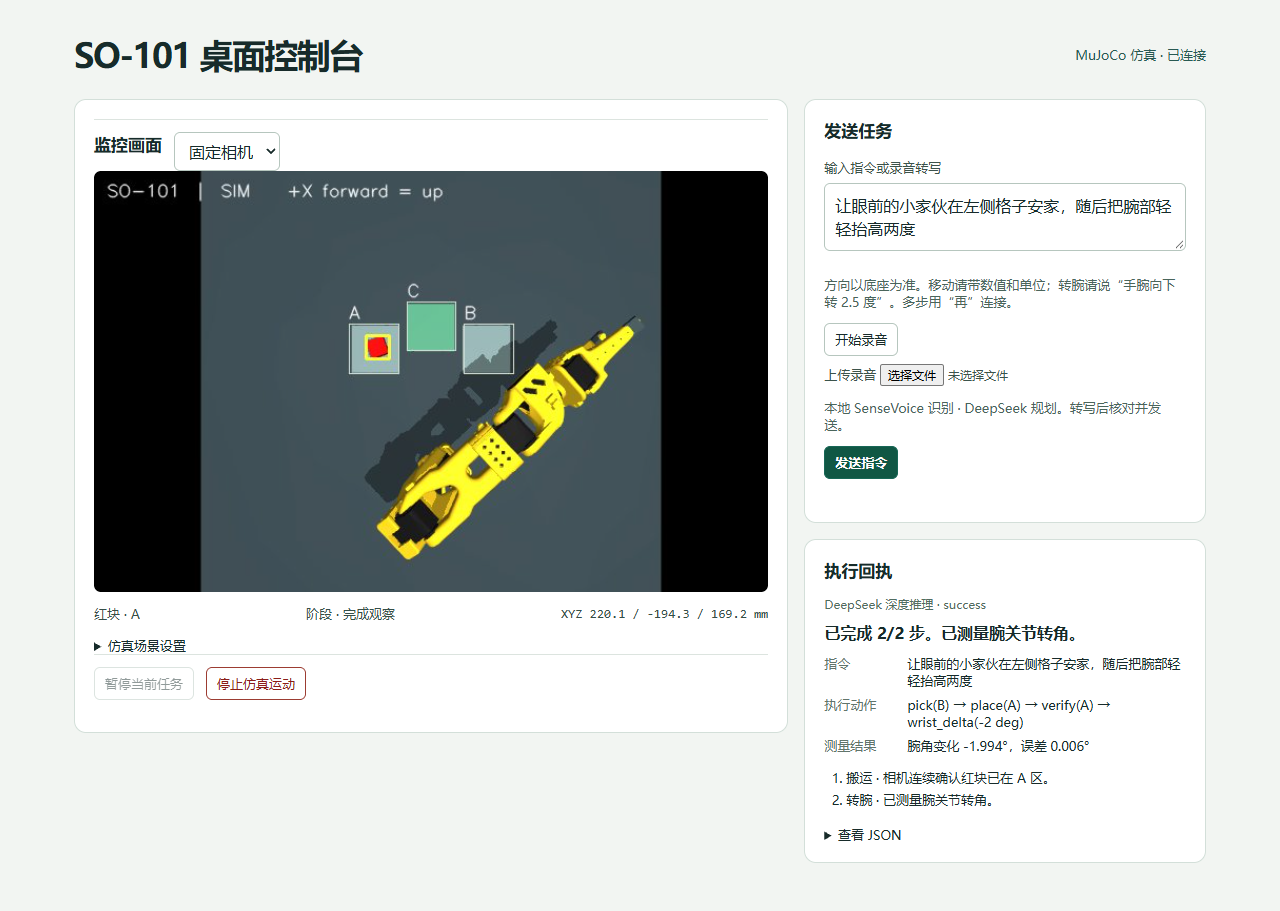 SO-101 桌面控制台
MuJoCo 仿真 · 已连接
监控画面
固定相机
SO-101 | SIM +X forward = up
C
A
B
红块 · A
阶段 · 完成观察
XYZ 220.1 / -194.3 / 169.2 mm
仿真场景设置
暂停当前任务
停止仿真运动
发送任务
输入指令或录音转写
让眼前的小家伙在左侧格子安家，随后把腕部轻
轻抬高两度
方向以底座为准。移动请带数值和单位；转腕请说“手腕向下
转 2.5 度”。多步用“再”连接。
开始录音
上传录音 选择文件 未选择文件
本地 SenseVoice 识别 · DeepSeek 规划。转写后核对并发
送。
发送指令
执行回执
DeepSeek 深度推理 · success
已完成 2/2 步。已测量腕关节转角。
指令 让眼前的小家伙在左侧格子安家，随后把腕部轻
轻抬高两度
执行动作 pick(B) → place(A) → verify(A) →
wrist_delta(-2 deg)
测量结果 腕角变化 -1.994°，误差 0.006°
1. 搬运 · 相机连续确认红块已在 A 区。
2. 转腕 · 已测量腕关节转角。
查看 JSON